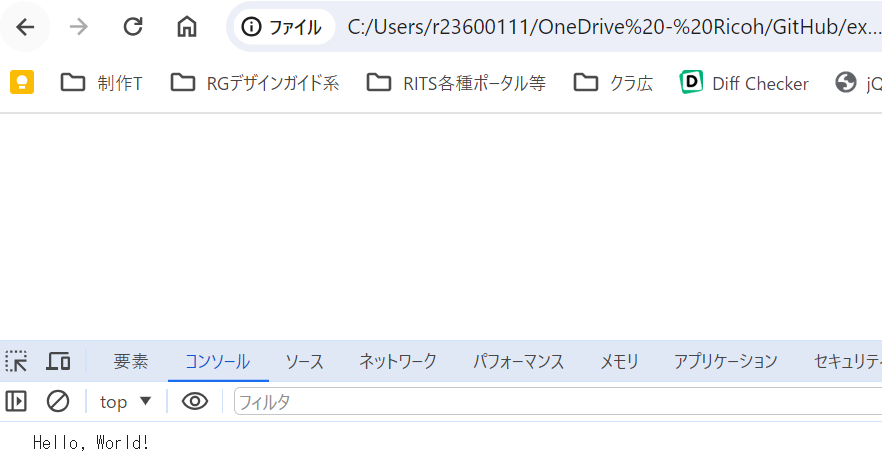 ファイル C:/Users/r23600111/OneDrive%20-%20Ricoh/GitHub/ex...
制作T RGデザインガイド系 RITS各種ポータル等 クラ広 Diff Checker jQ
要素 コンソール ソース ネットワーク パフォーマンス メモリ アプリケーション セキュリティ
top ▼ フィルタ
Hello, World!